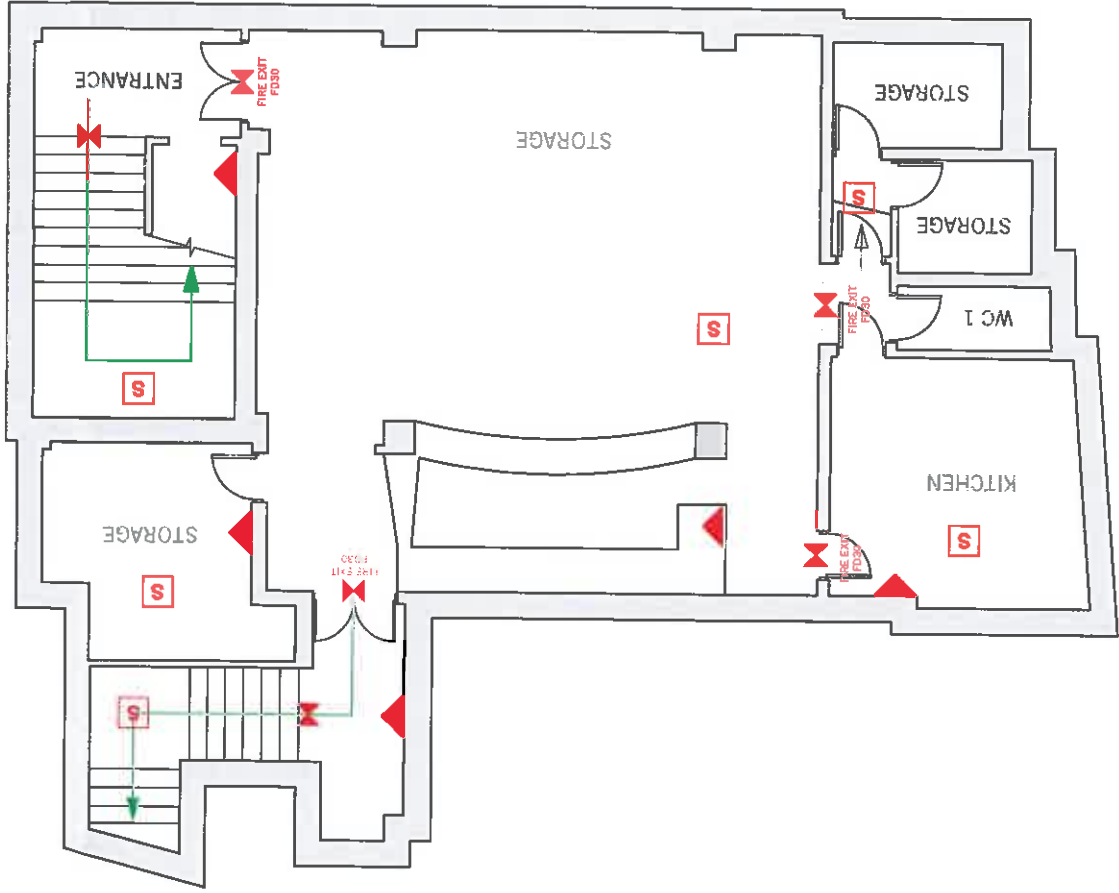 ENTRANCE
FIRE EXIT
FD30
STORAGE
STORAGE
S
STORAGE
FIRE EXIT
FD30
WC 1
S
S
KITCHEN
STORAGE
S
FIRE EXIT
FD30
FIRE EXIT
FD30
S
S